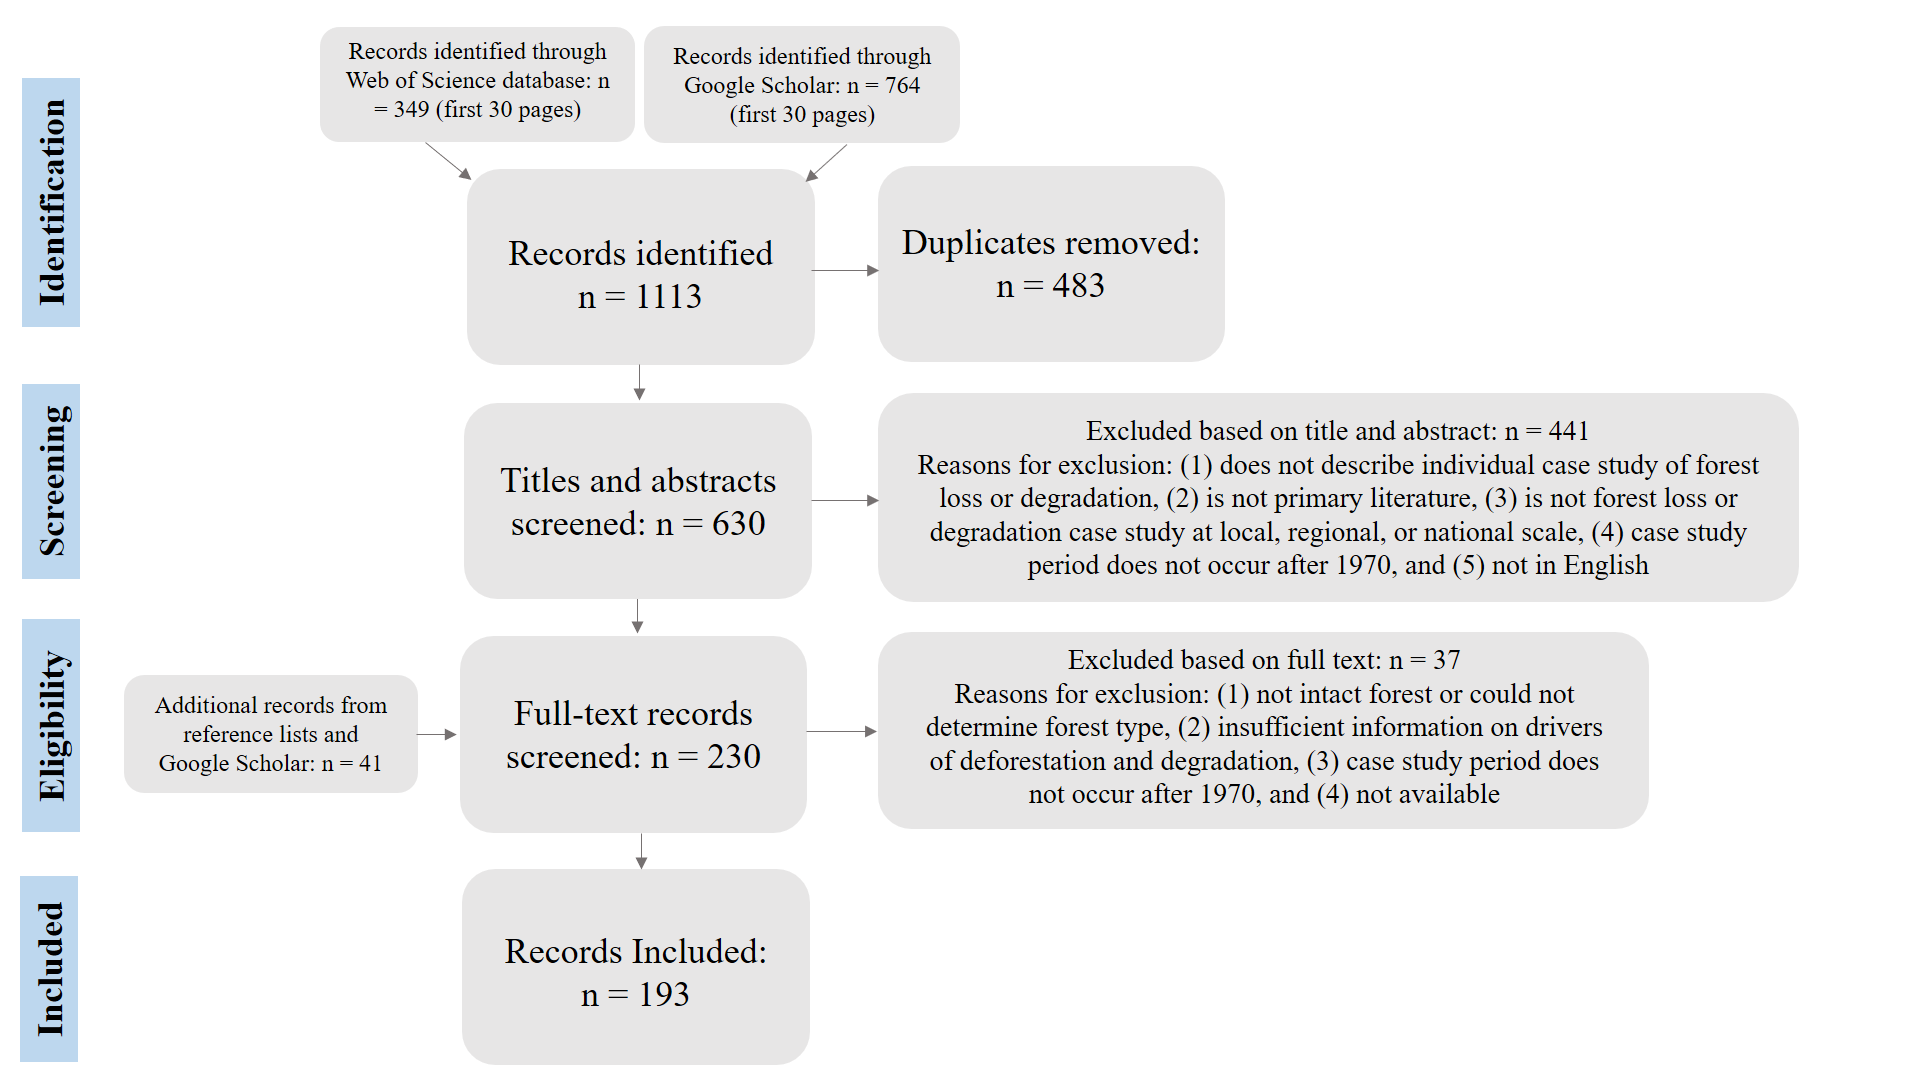 Records identified through
Web of Science database: n
= 349 (first 30 pages)
Records identified through
Google Scholar: n = 764
(first 30 pages)
Identification
Records identified
n = 1113
Duplicates removed:
n = 483
Screening
Titles and abstracts
screened: n = 630
Excluded based on title and abstract: n = 441
Reasons for exclusion: (1) does not describe individual case study of forest
loss or degradation, (2) is not primary literature, (3) is not forest loss or
degradation case study at local, regional, or national scale, (4) case study
period does not occur after 1970, and (5) not in English
Eligibility
Additional records from
reference lists and
Google Scholar: n = 41
Full-text records
screened: n = 230
Excluded based on full text: n = 37
Reasons for exclusion: (1) not intact forest or could not
determine forest type, (2) insufficient information on drivers
of deforestation and degradation, (3) case study period does
not occur after 1970, and (4) not available
Included
Records Included:
n = 193